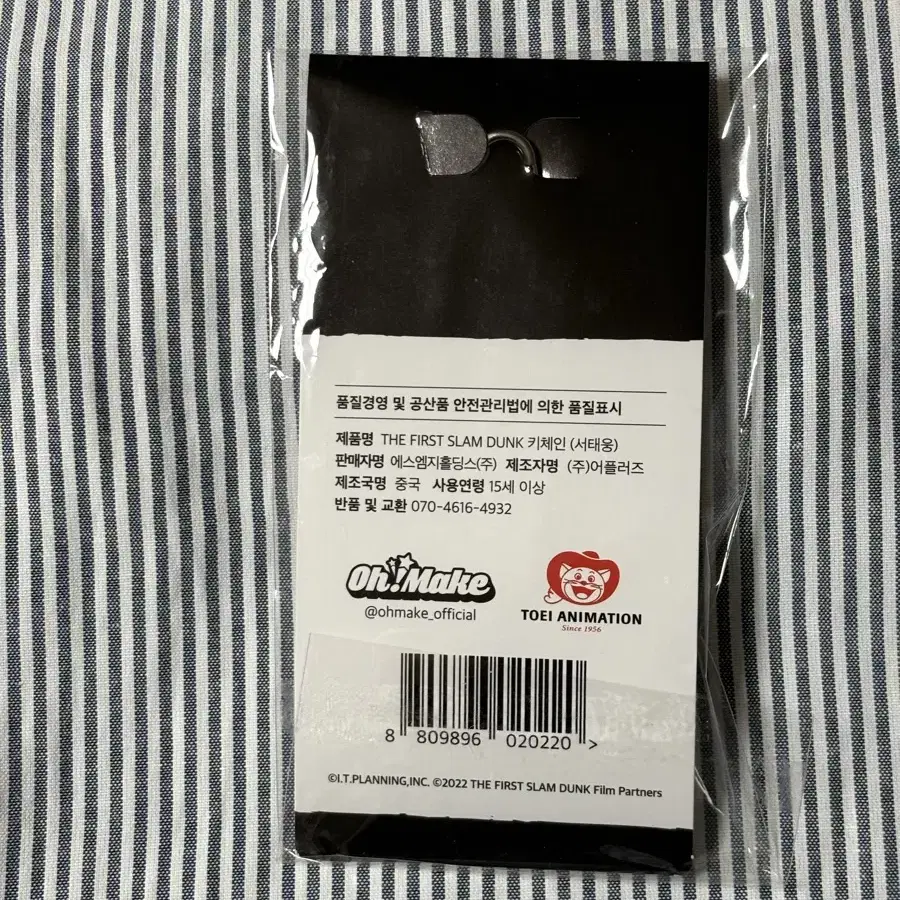 품질경영 및 공산품 안전관리법에 의한 품질표시
제품명 THE FIRST SLAM DUNK 키체인 (서태웅)
판매자명 에스엠지홀딩스(주) 제조자명 (주)어플러즈
제조국명 중국 사용연령 15세 이상
반품 및 교환 070-4616-4932
Oh!Make
@ohmake_official
TOEI ANIMATION
Since 1956
8 809896 020220 >
©I.T.PLANNING,INC. ©2022 THE FIRST SLAM DUNK Film Partners